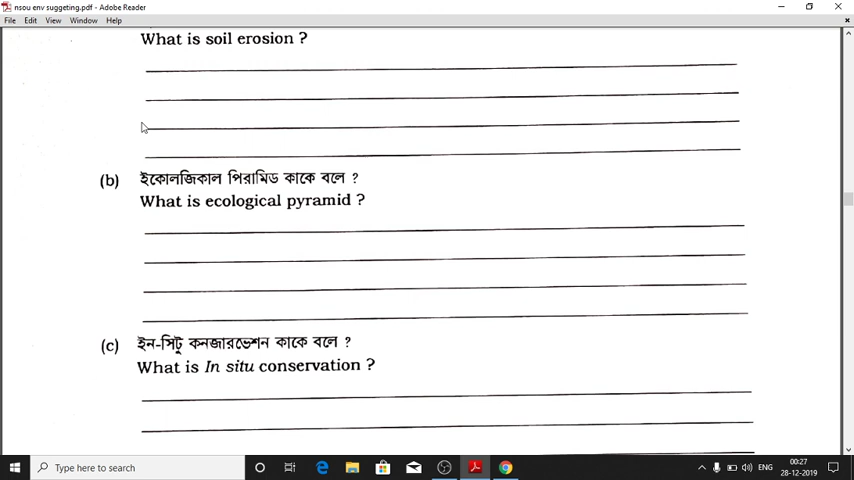 nsou env suggeting.pdf - Adobe Reader
File Edit View Window Help
What is soil erosion ?
(b) ইকোলজিকাল পিরামিড কাকে বলে ?
What is ecological pyramid ?
(c) ইন-সিটু কনজারভেশন কাকে বলে ?
What is In situ conservation ?
Type here to search
ENG
00:27
28-12-2019